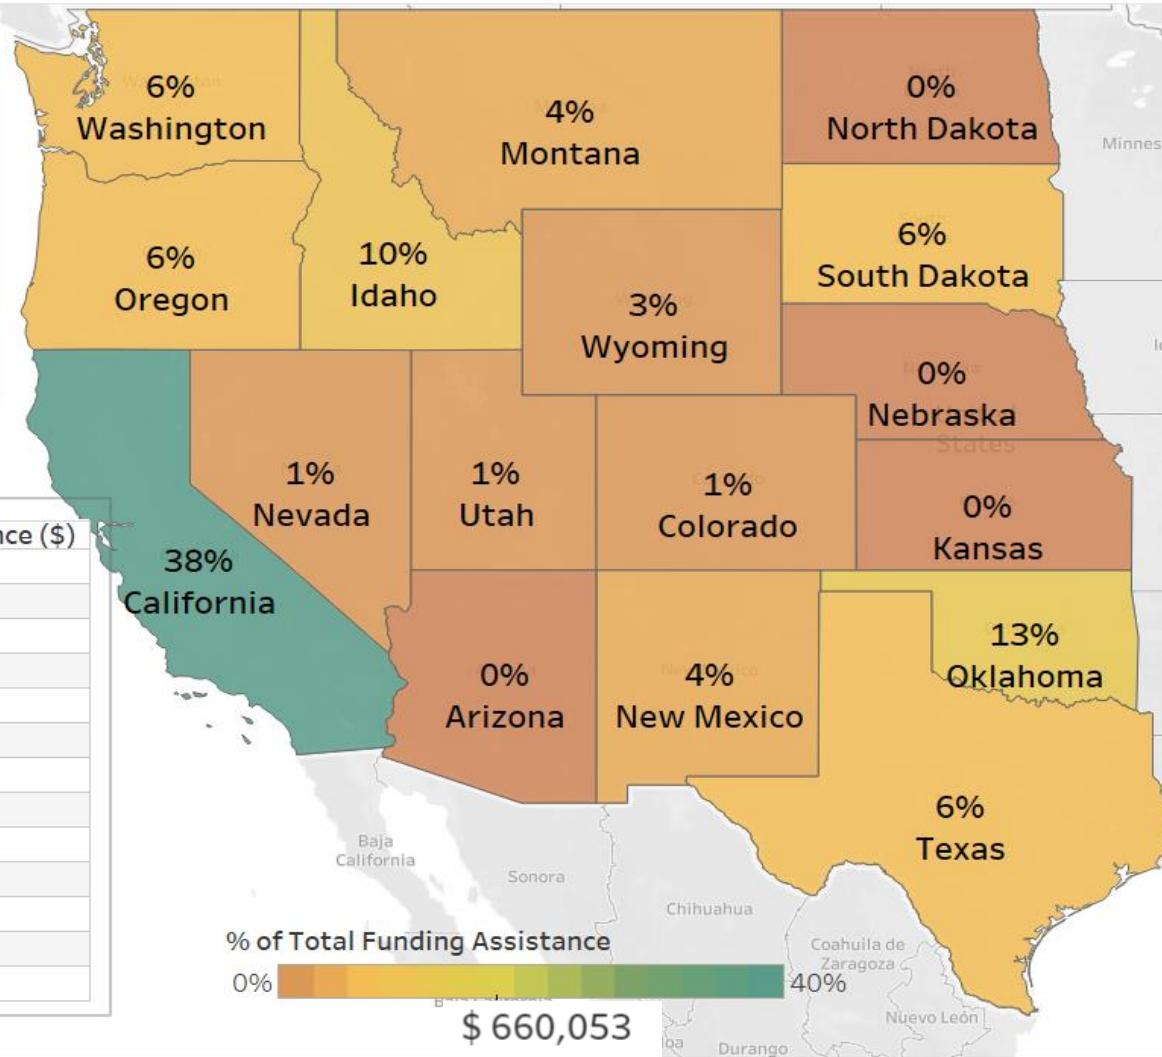 6%
Washington
4%
Montana
0%
North Dakota
Minnes
6%
Oregon
10%
Idaho
6%
South Dakota
3%
Wyoming
0%
Nebraska
States
1%
Nevada
1%
Utah
1%
Colorado
0%
Kansas
nce ($)
38%
California
13%
Oklahoma
0%
Arizona
4%
New Mexico
6%
Texas
Baja
California
Sonora
Chihuahua
Coahuila de
Zaragoza
Nuevo León
Durango
% of Total Funding Assistance
0%
40%
$ 660,053